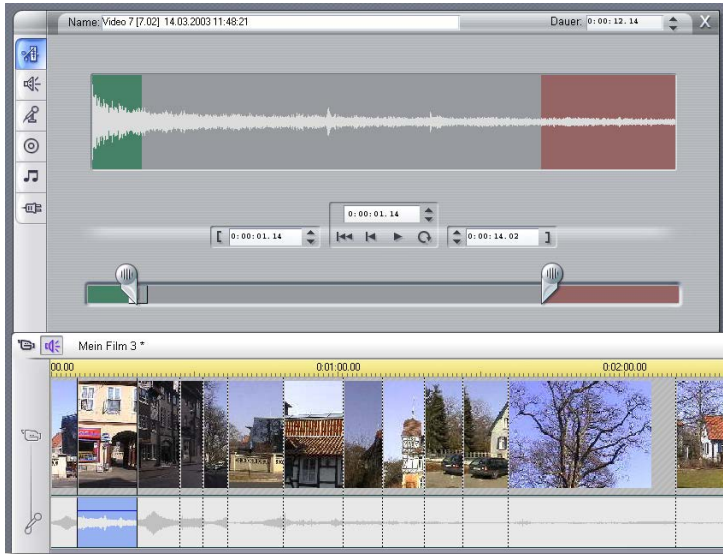 Name: Video 7 [7.02] 14.03.2003 11:48:21
Dauer: 0:00:12.14
X
0:00:01.14
[ 0:00:01.14
0:00:14.02 ]
Mein Film 3 *
00.00 0:01:00.00 0:02:00.00